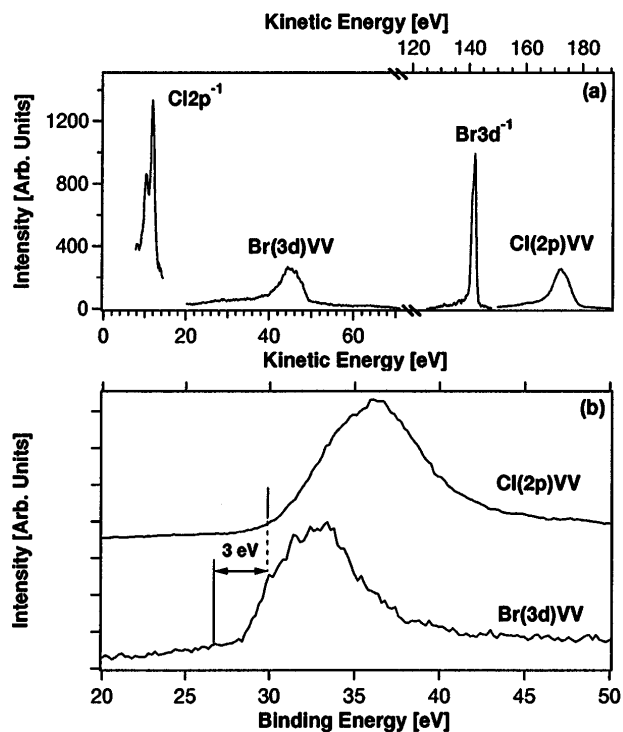 Kinetic Energy [eV]
120 140 160 180
(a)
Cl2p⁻¹
Br3d⁻¹
Br(3d)VV
Cl(2p)VV
Intensity [Arb. Units]
1200
800
400
0
0 20 40 60
Kinetic Energy [eV]
(b)
Cl(2p)VV
3 eV
Br(3d)VV
Intensity [Arb. Units]
20 25 30 35 40 45 50
Binding Energy [eV]